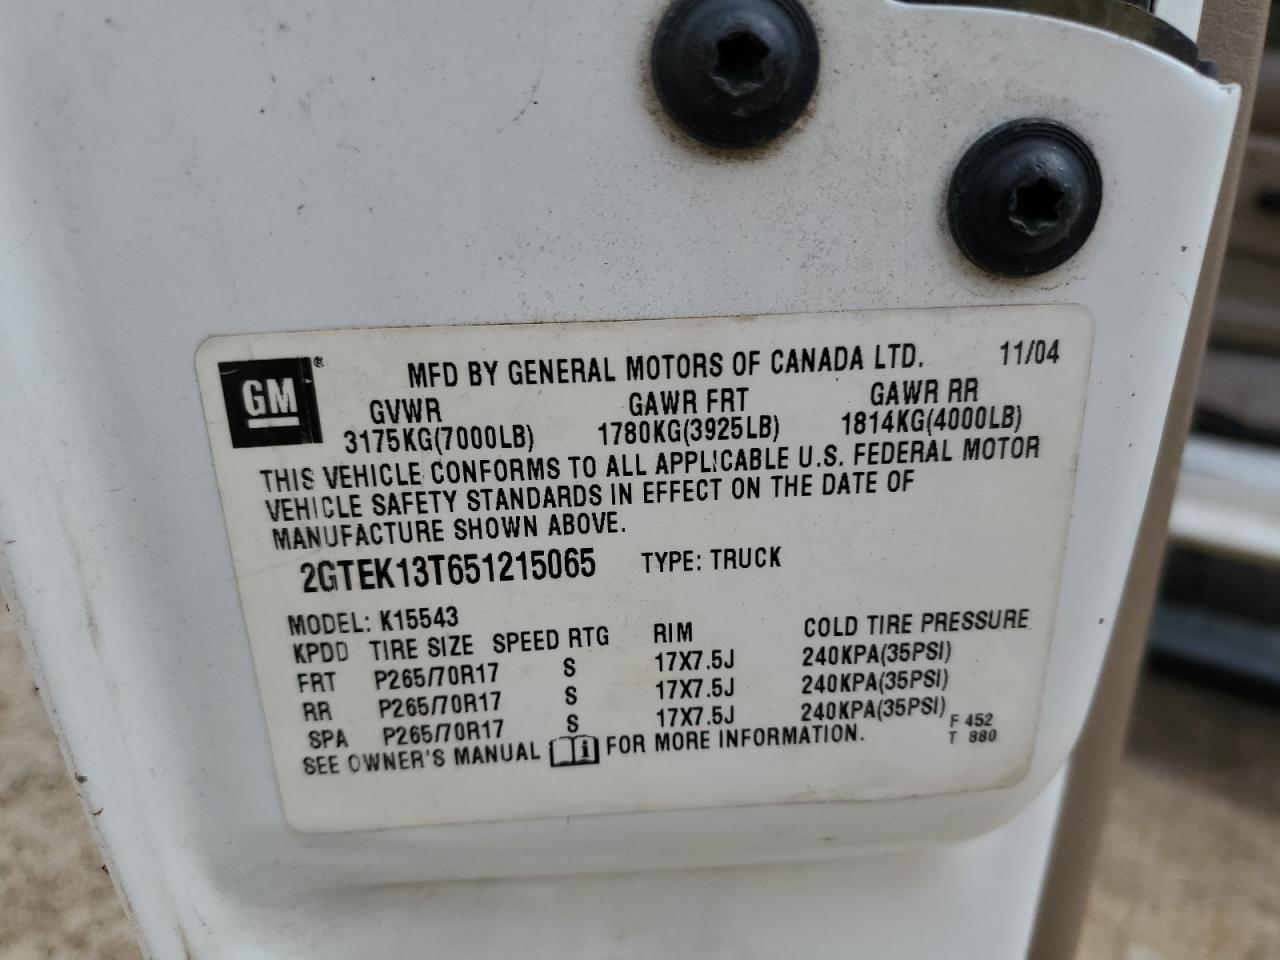 GM®
MFD BY GENERAL MOTORS OF CANADA LTD. 11/04
GVWR GAWR FRT GAWR RR
3175KG(7000LB) 1780KG(3925LB) 1814KG(4000LB)
THIS VEHICLE CONFORMS TO ALL APPLICABLE U.S. FEDERAL MOTOR
VEHICLE SAFETY STANDARDS IN EFFECT ON THE DATE OF
MANUFACTURE SHOWN ABOVE.
2GTEK13T651215065 TYPE: TRUCK
MODEL: K15543
KPDD TIRE SIZE SPEED RTG RIM COLD TIRE PRESSURE
FRT P265/70R17 S 17X7.5J 240KPA(35PSI)
RR P265/70R17 S 17X7.5J 240KPA(35PSI)
SPA P265/70R17 S 17X7.5J 240KPA(35PSI)
SEE OWNER'S MANUAL i FOR MORE INFORMATION.
F 452
T 880